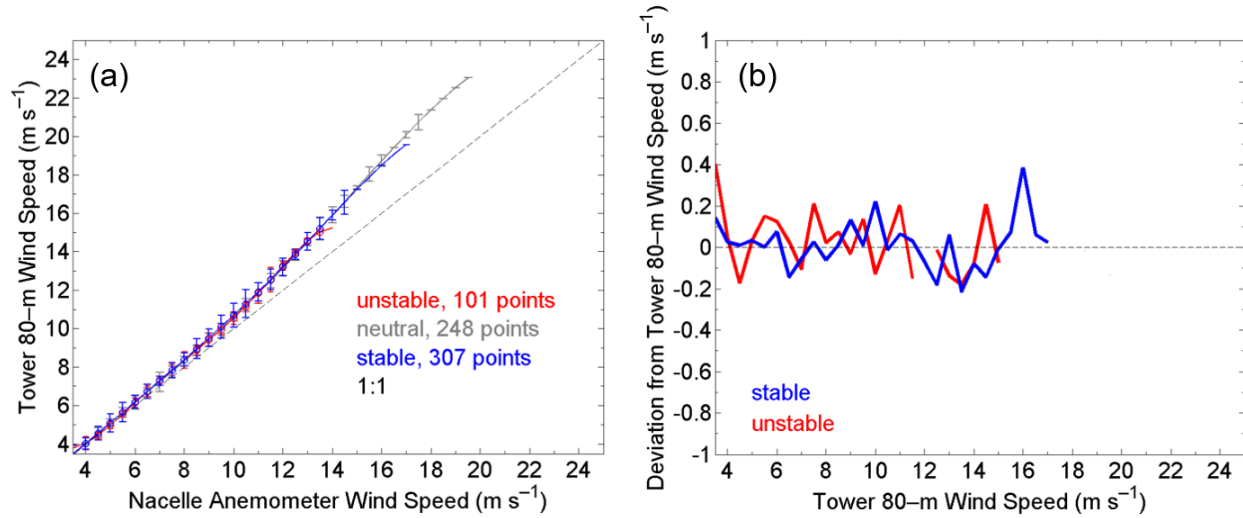 (a)
Tower 80–m Wind Speed (m s⁻¹)
24
22
20
18
16
14
12
10
8
6
4
unstable, 101 points
neutral, 248 points
stable, 307 points
1:1
4 6 8 10 12 14 16 18 20 22 24
Nacelle Anemometer Wind Speed (m s⁻¹)
(b)
Deviation from Tower 80–m Wind Speed (m s⁻¹)
1
0.8
0.6
0.4
0.2
0
-0.2
-0.4
-0.6
-0.8
-1
stable
unstable
4 6 8 10 12 14 16 18 20 22 24
Tower 80–m Wind Speed (m s⁻¹)